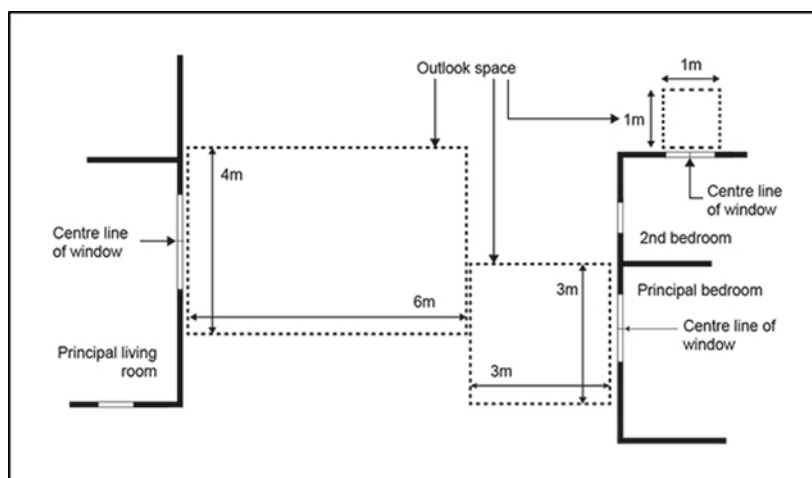 Outlook space
1m
1m
4m
Centre line
of window
Centre line
of window
2nd bedroom
3m
Principal bedroom
6m
Centre line of
window
Principal living
room
3m